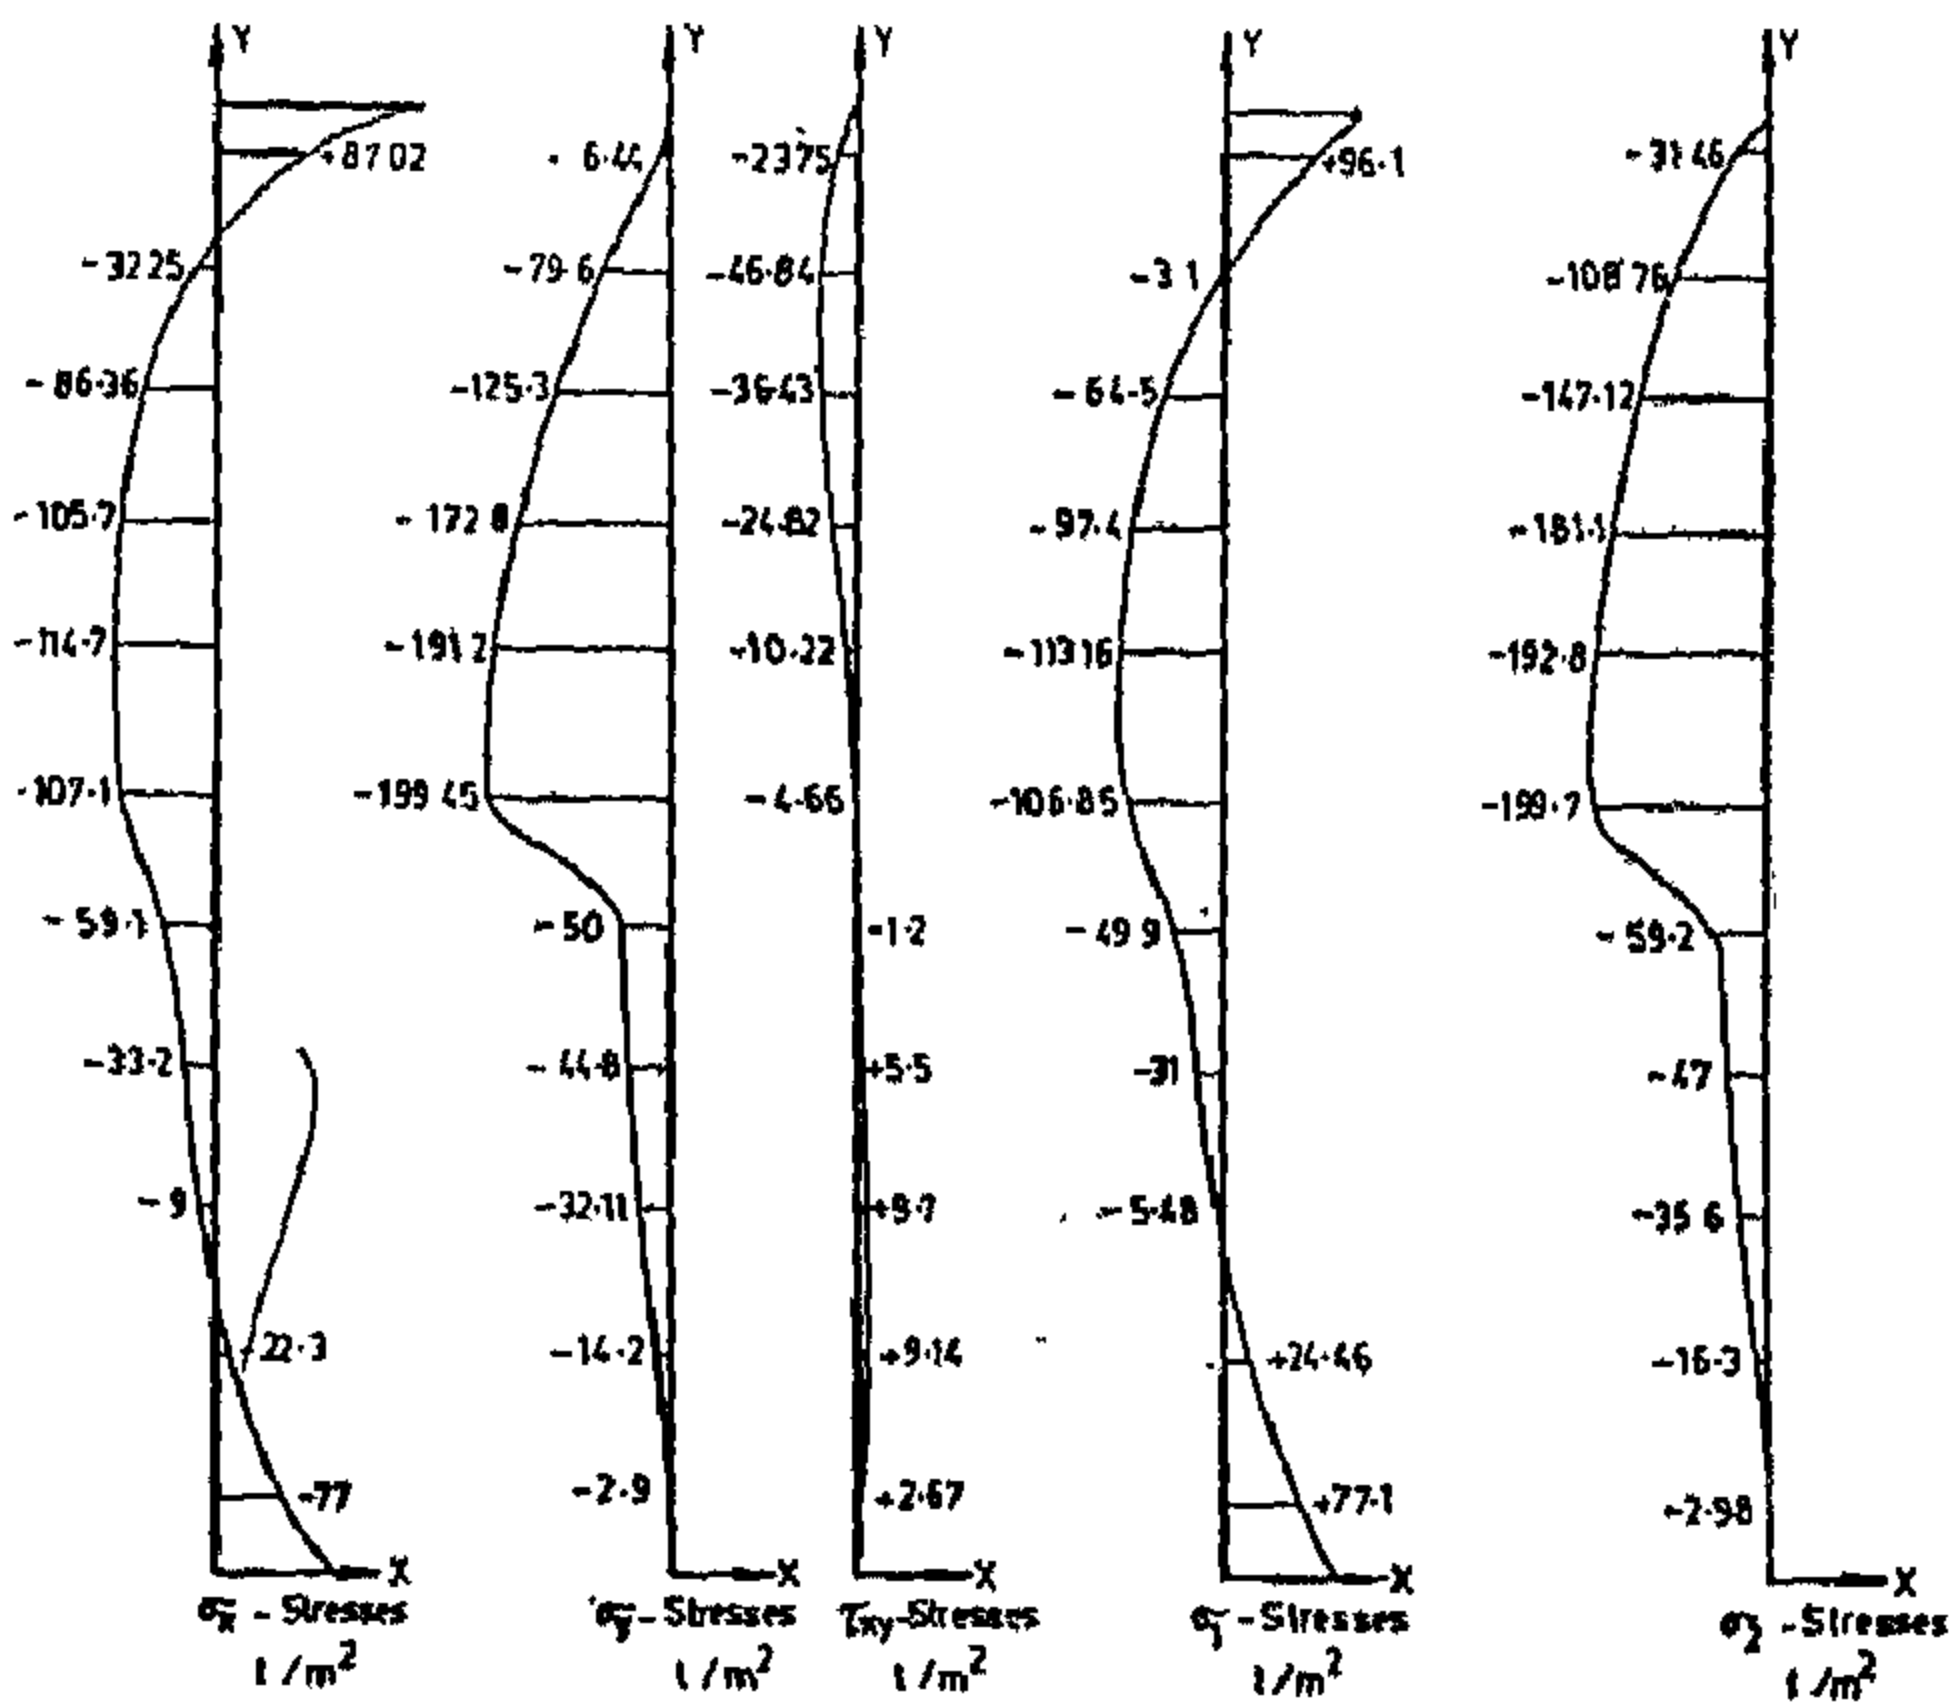 Y Y Y Y Y
+87 02 - 6·44 -23 75 +96·1 -31 46
-32 25 -79·6 -46·84 -3 1 -108 76
-86·36 -125·3 -36·43 -64·5 -147·12
-105·7 -172 8 -24·82 -97·4 -181·1
-114·7 -191 2 -10·22 -113 16 -192·8
-107·1 -199 45 -4·66 -106·85 -199·7
-59·1 -50 -1·2 -49 9 -59·2
-33·2 -44·8 +5·5 -31 -47
-9 -32·11 +9·7 -5·48 -35 6
+22·3 -14·2 +9·14 +24·46 -16·3
-77 -2·9 +2·67 +77·1 -2·98
X X X X X
σx - Stresses σy - Stresses τxy - Stresses σ1 - Stresses σ2 - Stresses
t /m² t /m² t /m² t /m² t /m²